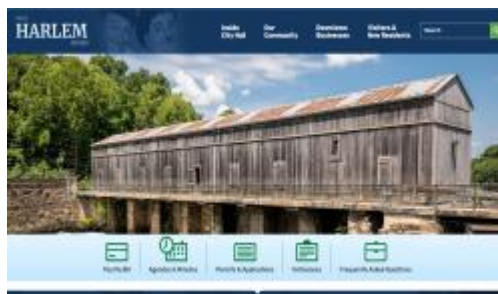 HARLEM
Inside
City Hall
Our
Community
Downtown
Businesses
Visitors &
New Residents
Search
Pay My Bill
Agendas & Minutes
Permits & Applications
Ordinances
Frequently Asked Questions